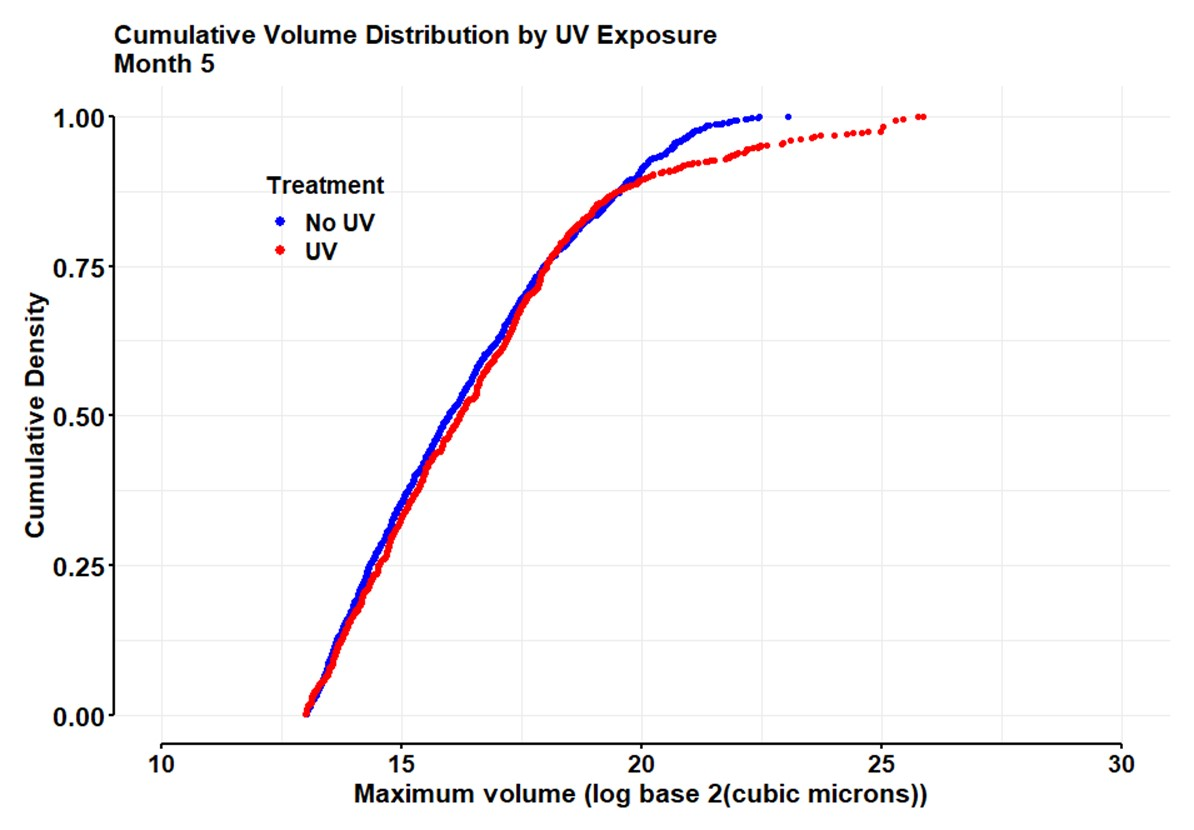 Cumulative Volume Distribution by UV Exposure
Month 5
Treatment
No UV
UV
Cumulative Density
1.00
0.75
0.50
0.25
0.00
10 15 20 25 30
Maximum volume (log base 2(cubic microns))